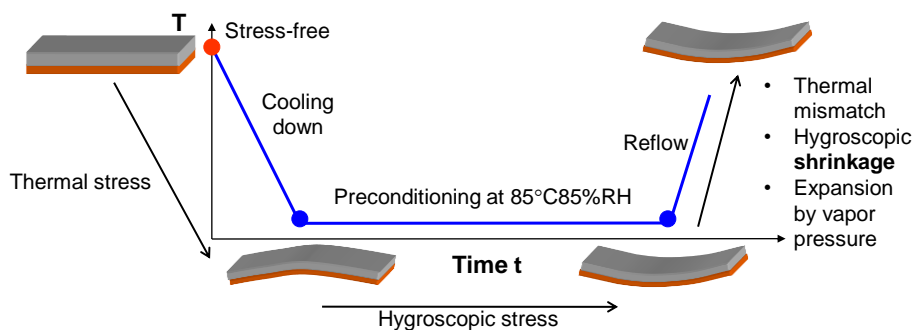 T
Stress-free
Cooling
down
Thermal stress
Preconditioning at 85°C85%RH
Reflow
• Thermal
mismatch
• Hygroscopic
shrinkage
• Expansion
by vapor
pressure
Time t
Hygroscopic stress